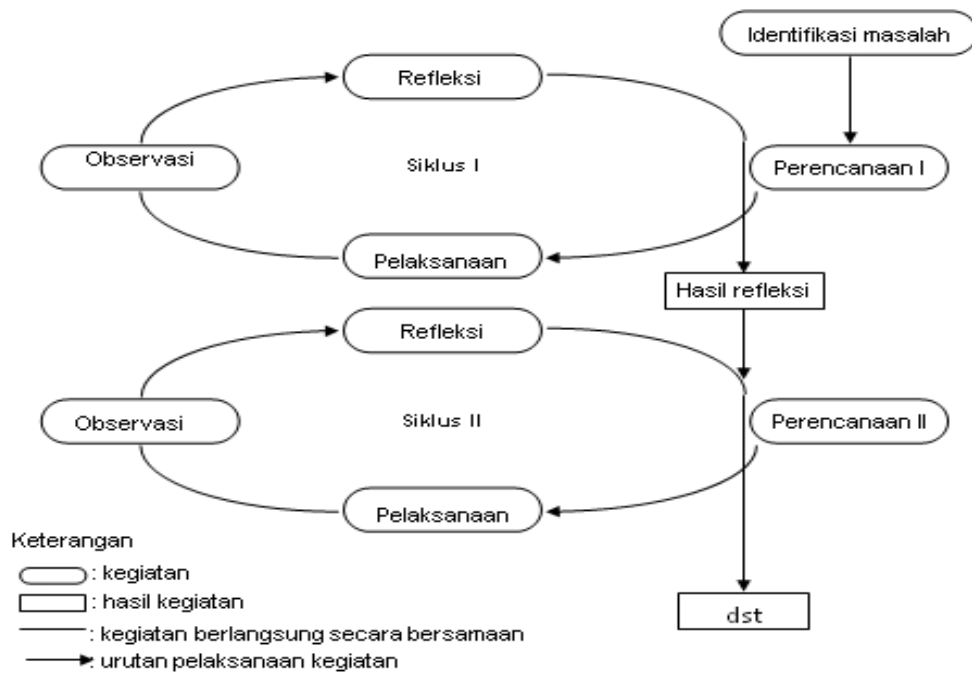 Identifikasi masalah
Refleksi
Observasi
Siklus I
Perencanaan I
Pelaksanaan
Hasil refleksi
Refleksi
Observasi
Siklus II
Perencanaan II
Pelaksanaan
Keterangan
: kegiatan
: hasil kegiatan
: kegiatan berlangsung secara bersamaan
: urutan pelaksanaan kegiatan
dst